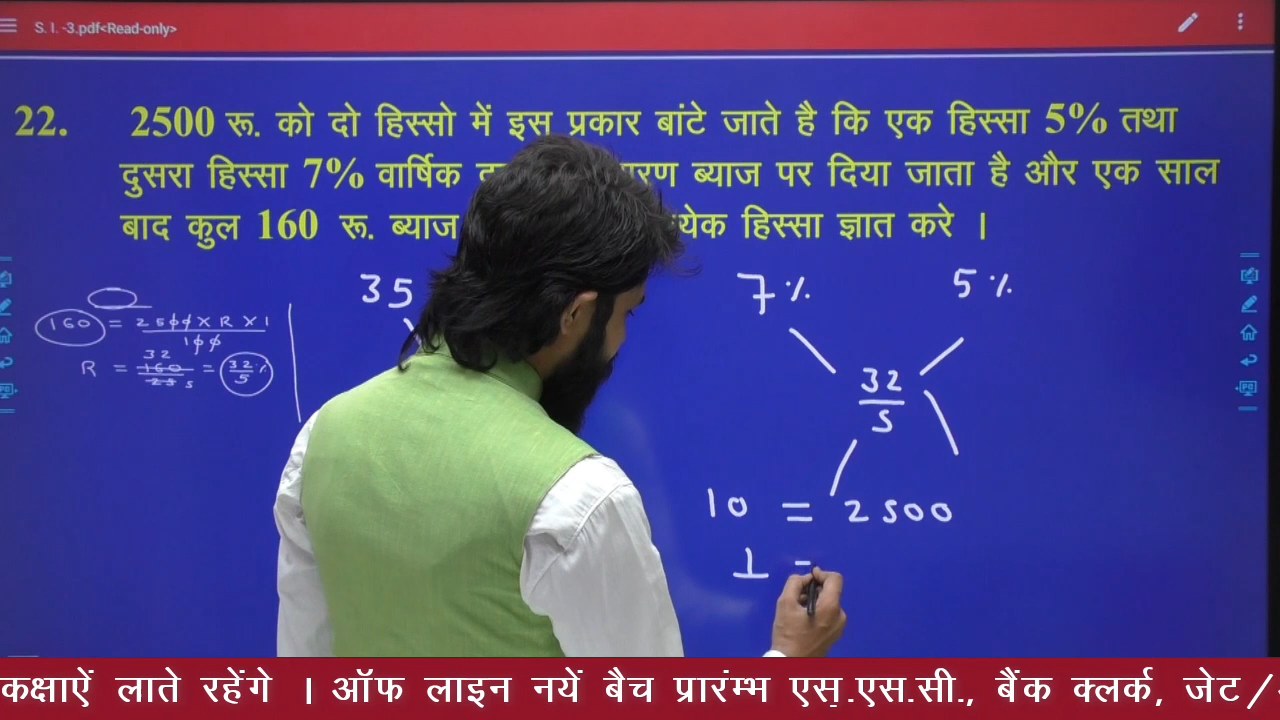 S. I. -3.pdf<Read-only>
22. 2500 रू. को दो हिस्सो में इस प्रकार बांटे जाते है कि एक हिस्सा 5% तथा
दुसरा हिस्सा 7% वार्षिक ब्याज पर दिया जाता है और एक साल
बाद कुल 160 रू. ब्याज हिस्सा ज्ञात करे ।
160 = 2500 X R X 1
100
32
R = 160 = 32 %
25 5 5
35
7 % 5 %
32
5
10 = 2500
1 =
कक्षाऐं लाते रहेंगे । ऑफ लाइन नयें बैच प्रारंम्भ एस.एस.सी., बैंक क्लर्क, जेट/